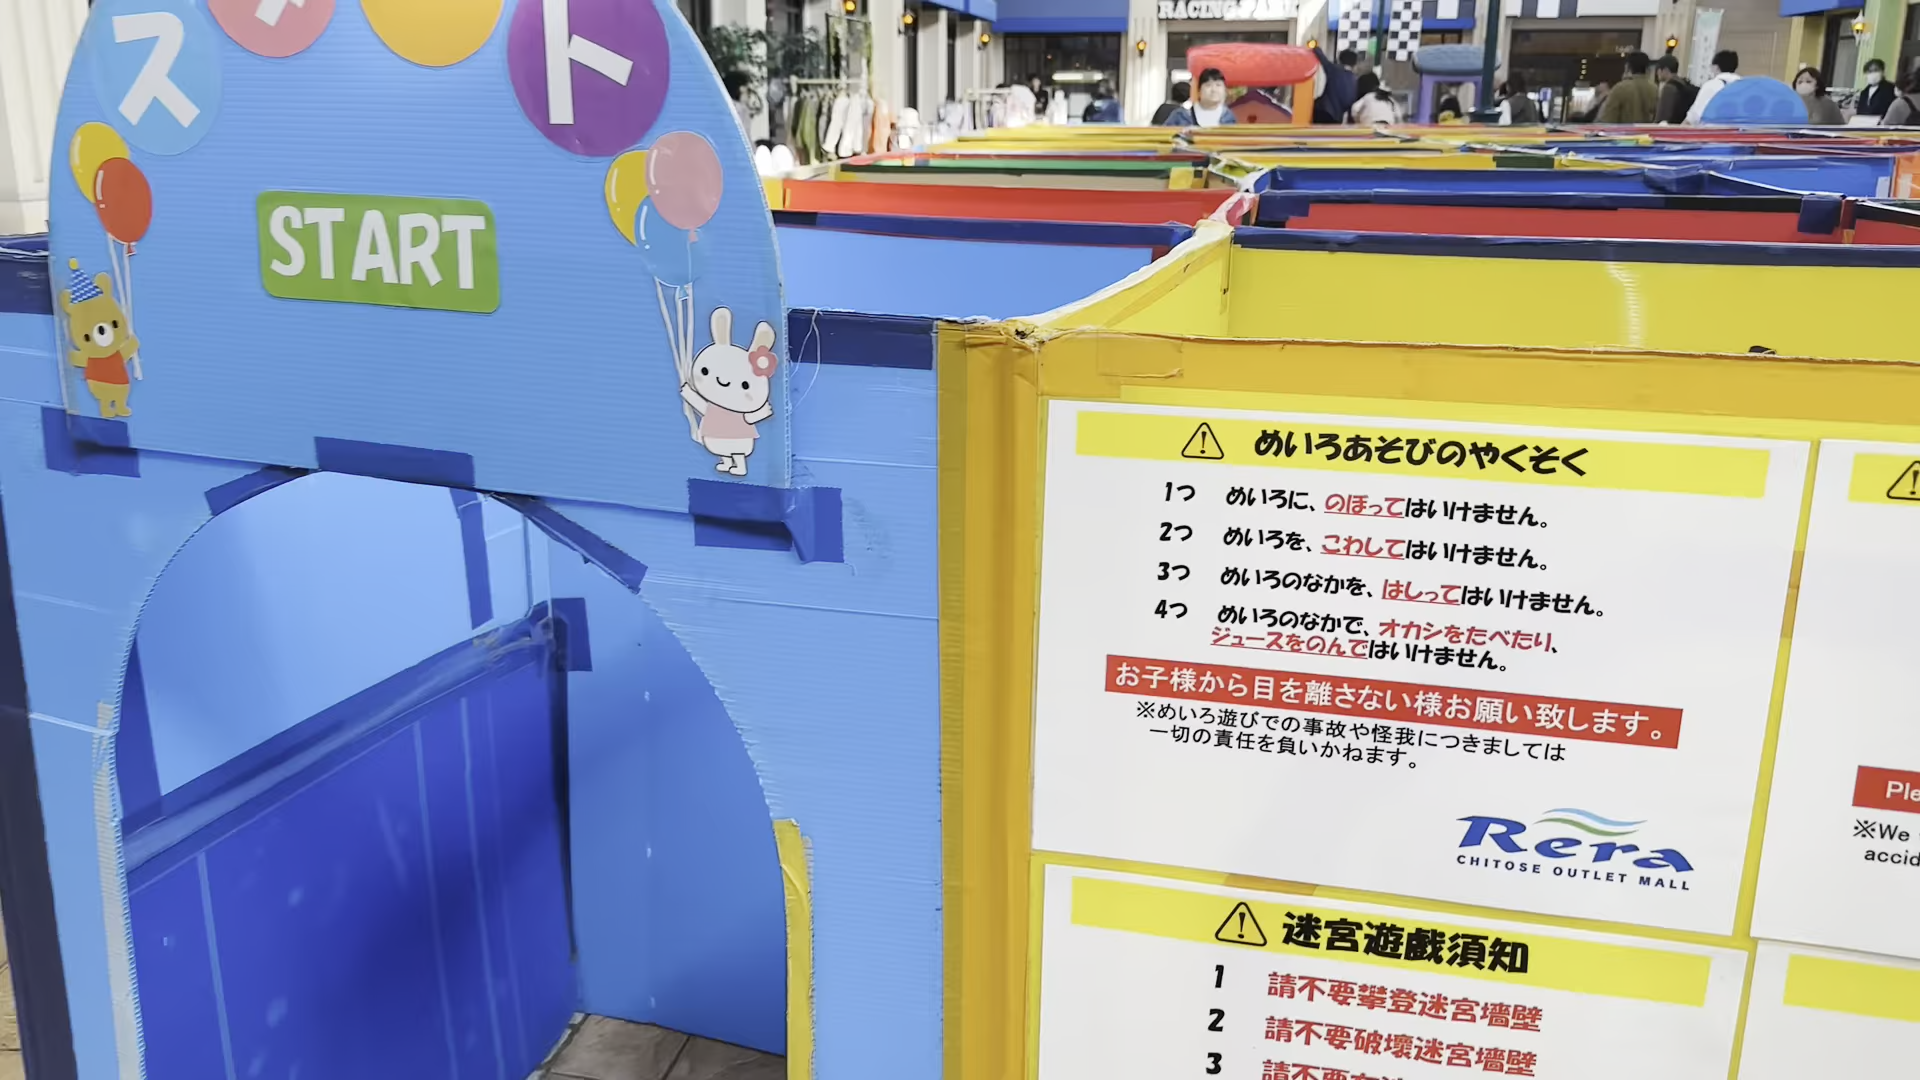 RACING PARK
ス
ト
START
めいろあそびのやくそく
1つ めいろに、のぼってはいけません。
2つ めいろを、こわしてはいけません。
3つ めいろのなかを、はしってはいけません。
4つ めいろのなかで、オカシをたべたり、
ジュースをのんではいけません。
お子様から目を離さない様お願い致します。
※めいろ遊びでの事故や怪我につきましては
一切の責任を負いかねます。
Rera
CHITOSE OUTLET MALL
迷宮遊戲須知
1 請不要攀登迷宮墻壁
2 請不要破壞迷宮墻壁
3 請不要在
Ple
※We
accid